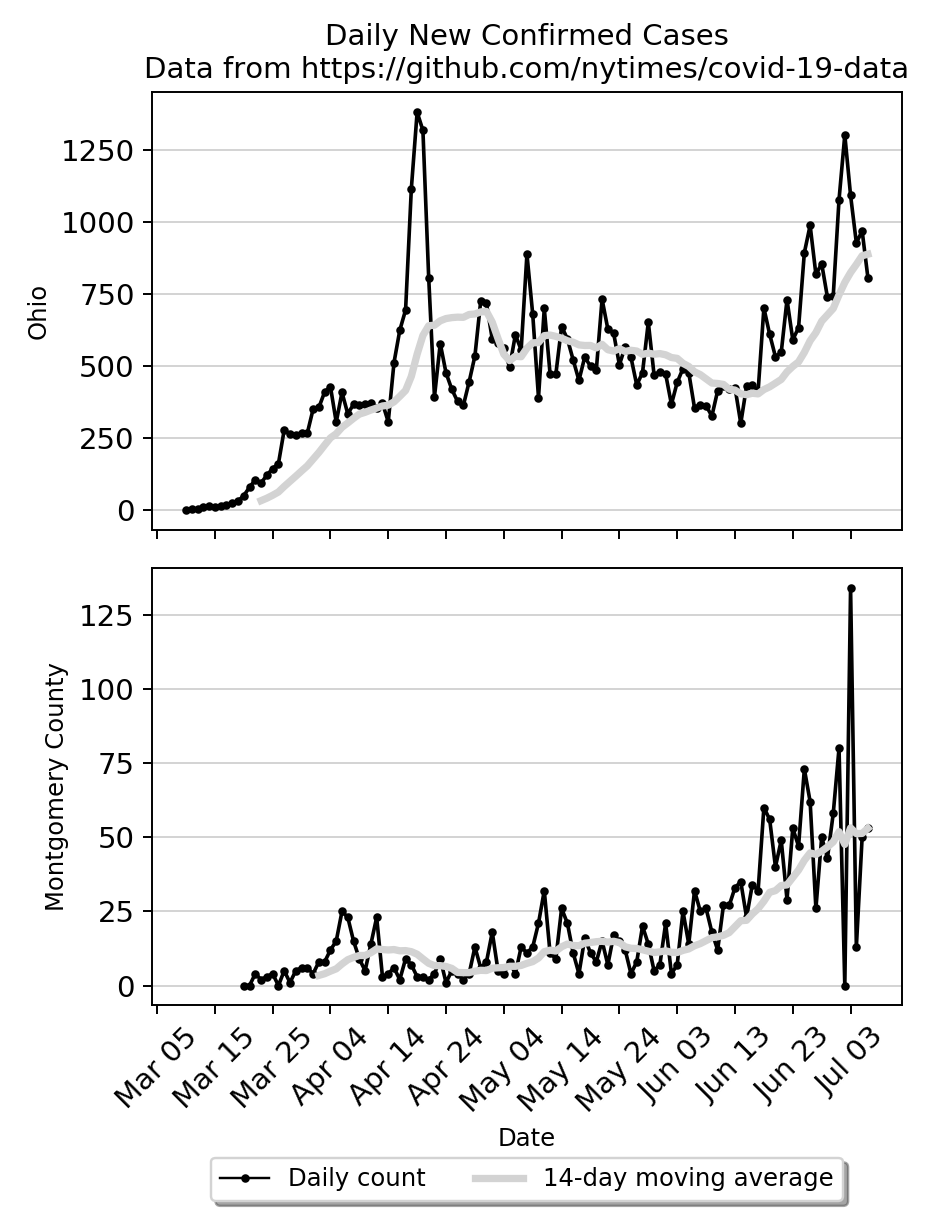 Daily New Confirmed Cases
Data from https://github.com/nytimes/covid-19-data
1250
1000
750
500
250
0
Ohio
125
100
75
50
25
0
Montgomery County
Mar 05
Mar 15
Mar 25
Apr 04
Apr 14
Apr 24
May 04
May 14
May 24
Jun 03
Jun 13
Jun 23
Jul 03
Date
Daily count
14-day moving average